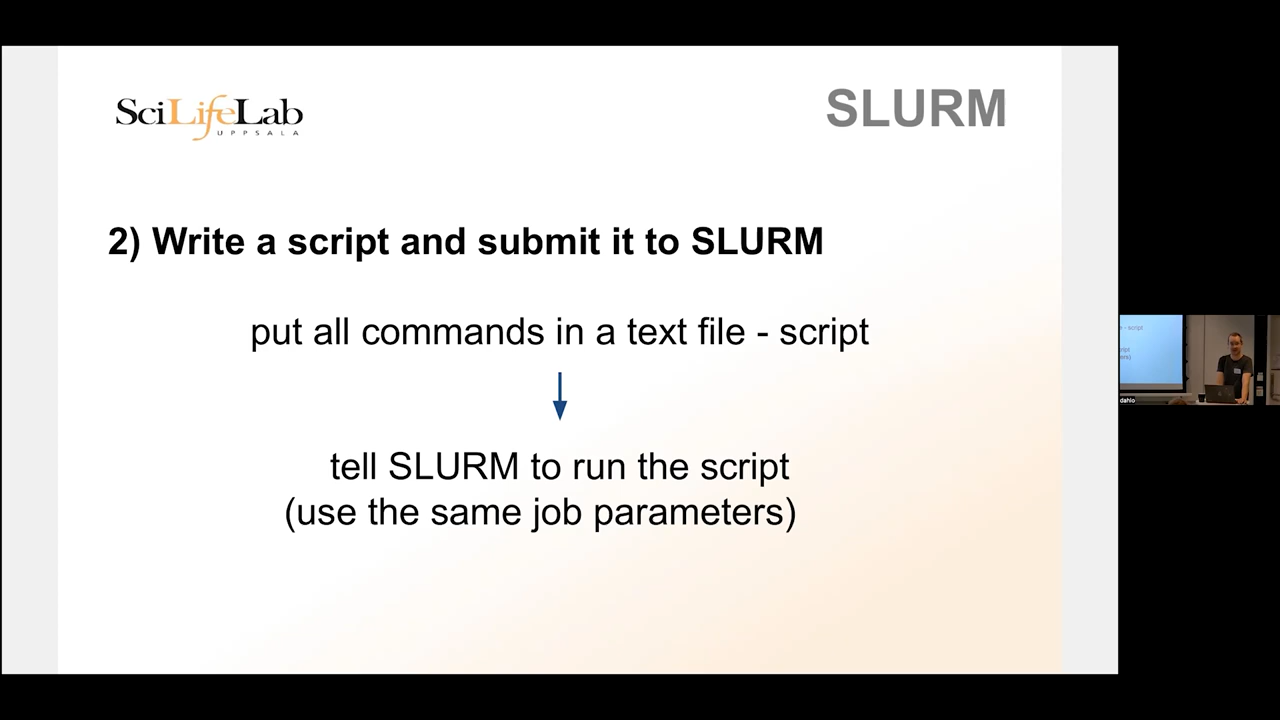 SciLifeLab
UPPSALA
SLURM
2) Write a script and submit it to SLURM
put all commands in a text file - script
tell SLURM to run the script
(use the same job parameters)
dahlo